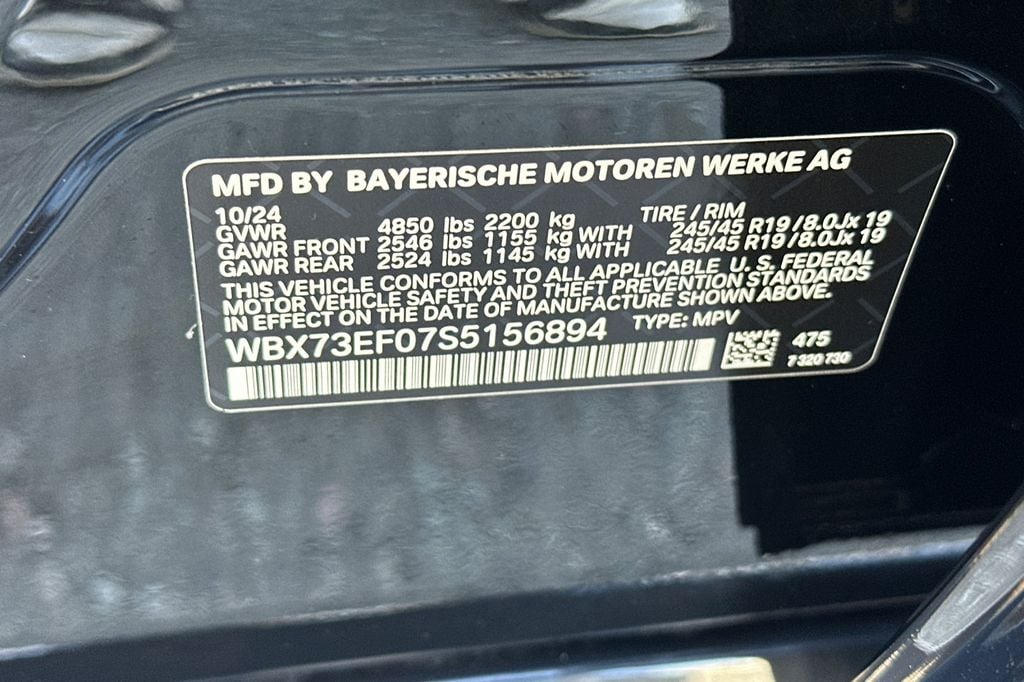 MFD BY BAYERISCHE MOTOREN WERKE AG
10/24 TIRE / RIM
GVWR 4850 lbs 2200 kg
GAWR FRONT 2546 lbs 1155 kg WITH 245/45 R19 / 8.0Jx 19
GAWR REAR 2524 lbs 1145 kg WITH 245/45 R19 / 8.0Jx 19
THIS VEHICLE CONFORMS TO ALL APPLICABLE U. S. FEDERAL
MOTOR VEHICLE SAFETY AND THEFT PREVENTION STANDARDS
IN EFFECT ON THE DATE OF MANUFACTURE SHOWN ABOVE.
WBX73EF07S5156894 TYPE: MPV
475
7 320 730